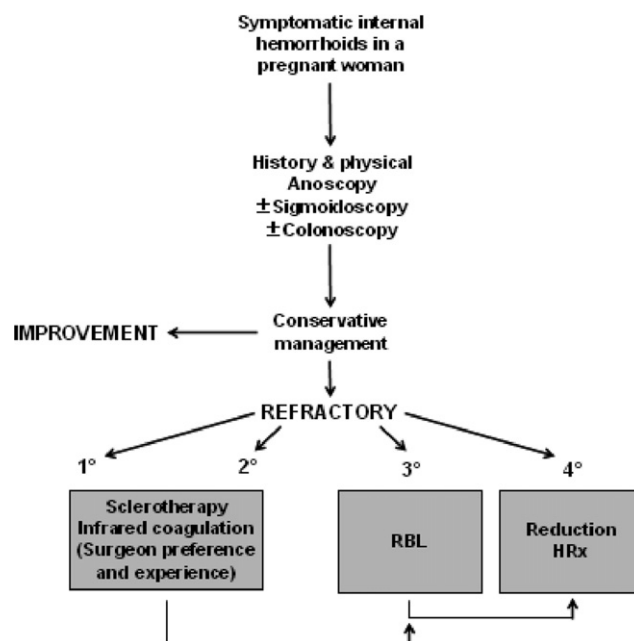 Symptomatic internal
hemorrhoids in a
pregnant woman
History & physical
Anoscopy
±Sigmoidoscopy
±Colonoscopy
IMPROVEMENT
Conservative
management
REFRACTORY
1°
2°
3°
4°
Sclerotherapy
Infrared coagulation
(Surgeon preference
and experience)
RBL
Reduction
HRx